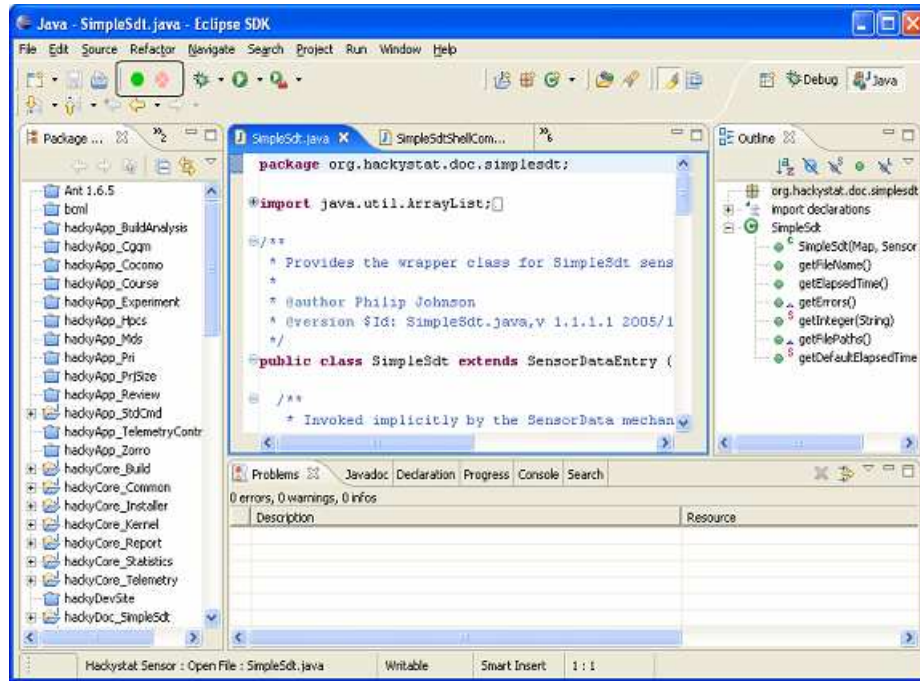 Java - SimpleSdt.java - Eclipse SDK
File Edit Source Refactor Navigate Search Project Run Window Help
Debug Java
Package ... 2
SimpleSdt.java SimpleSdtShellCom... 6
Outline
Ant 1.6.5
bcml
hackyApp_BuildAnalysis
hackyApp_Cgqm
hackyApp_Cocomo
hackyApp_Course
hackyApp_Experiment
hackyApp_Hpcs
hackyApp_Mds
hackyApp_Pri
hackyApp_PrjSize
hackyApp_Review
hackyApp_StdCmd
hackyApp_TelemetryContr
hackyApp_Zorro
hackyCore_Build
hackyCore_Common
hackyCore_Installer
hackyCore_Kernel
hackyCore_Report
hackyCore_Statistics
hackyCore_Telemetry
hackyDevSite
hackyDoc_SimpleSdt
package org.hackystat.doc.simplesdt;
import java.util.ArrayList;
/**
* Provides the wrapper class for SimpleSdt sens
*
* @author Philip Johnson
* @version $Id: SimpleSdt.java,v 1.1.1.1 2005/1
*/
public class SimpleSdt extends SensorDataEntry {
/**
* Invoked implicitly by the SensorData mechan
org.hackystat.doc.simplesdt
import declarations
SimpleSdt
SimpleSdt(Map, Sensor
getFileName()
getElapsedTime()
getErrors()
getInteger(String)
getFilePaths()
getDefaultElapsedTime
Problems Javadoc Declaration Progress Console Search
0 errors, 0 warnings, 0 infos
Description Resource
Hackystat Sensor : Open File : SimpleSdt.java Writable Smart Insert 1 : 1